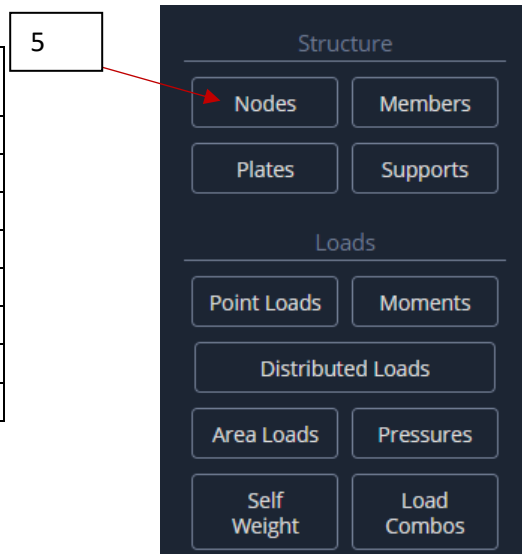 5
Structure
Nodes Members
Plates Supports
Loads
Point Loads Moments
Distributed Loads
Area Loads Pressures
Self Weight
Load Combos